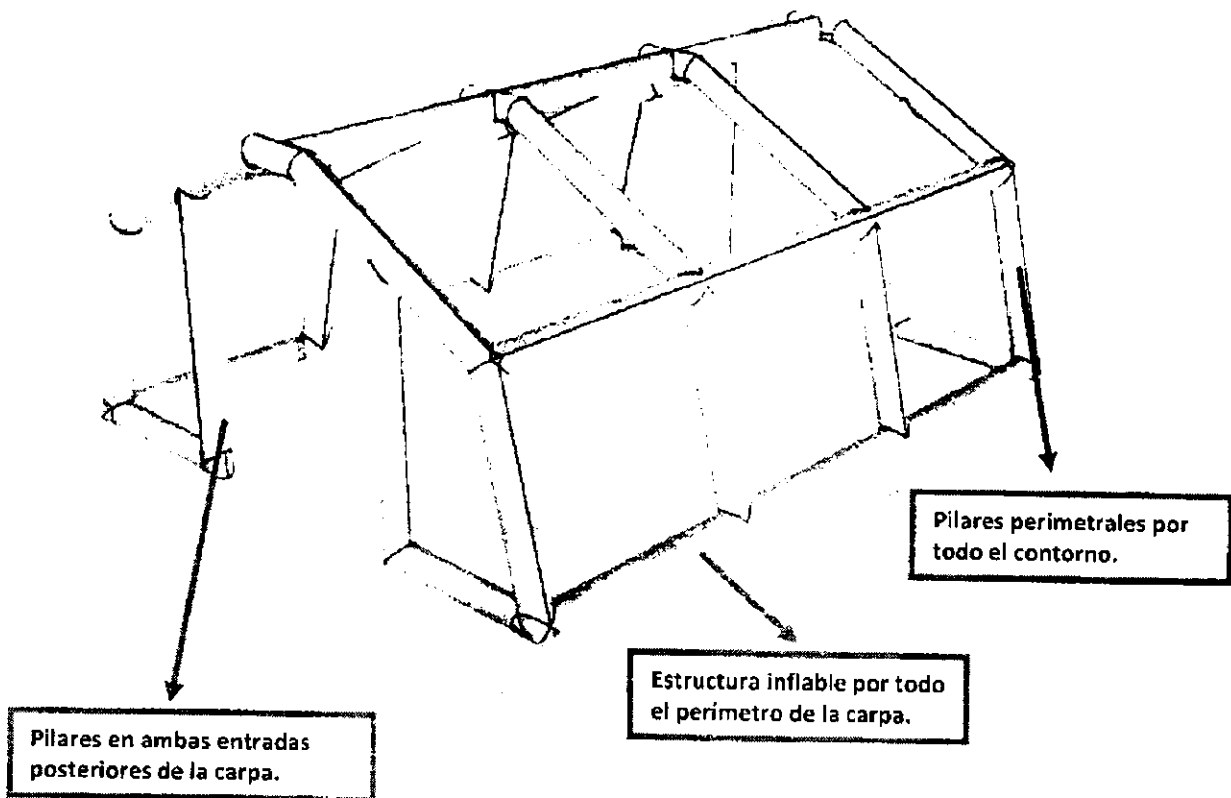 Pilares perimetrales por
todo el contorno.
Estructura inflable por todo
el perímetro de la carpa.
Pilares en ambas entradas
posteriores de la carpa.